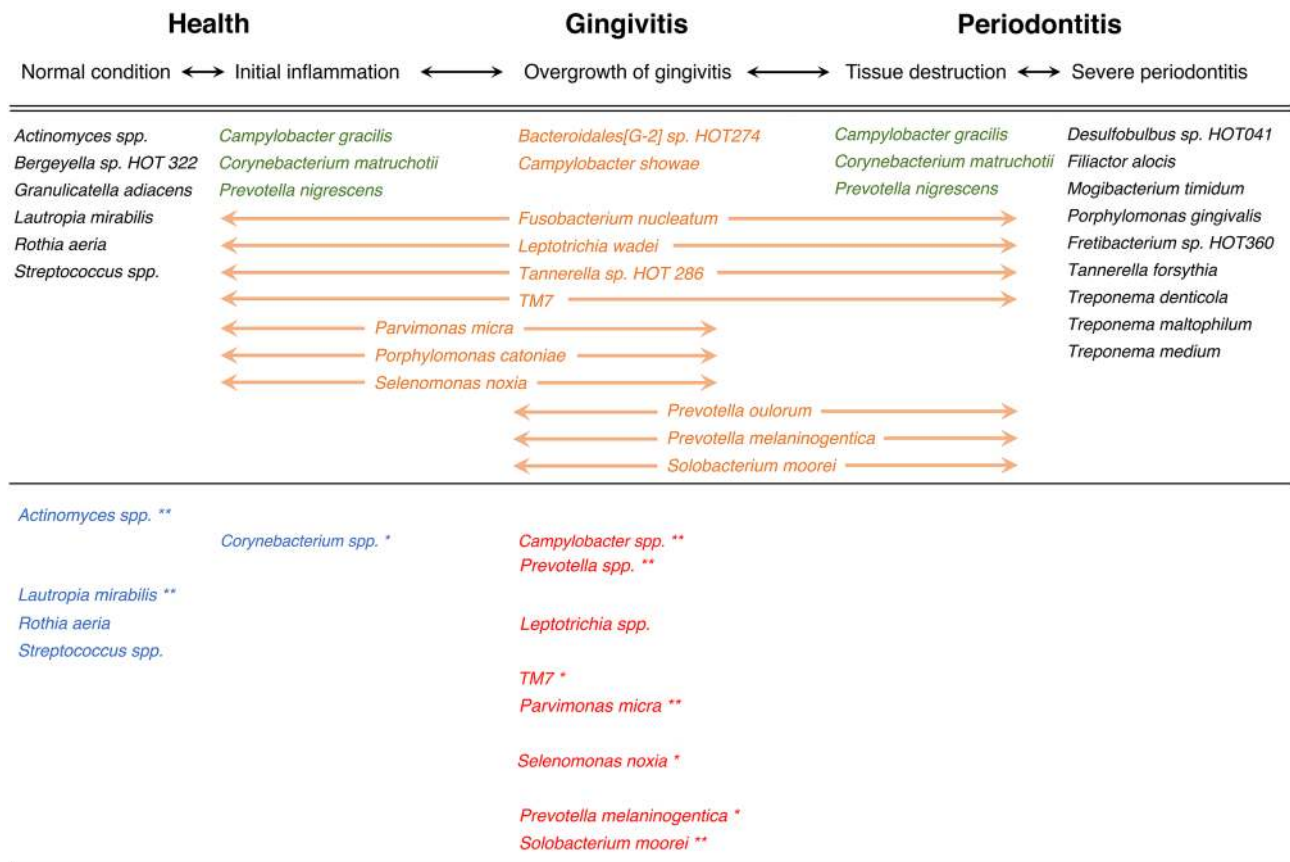 Health Gingivitis Periodontitis
Normal condition Initial inflammation Overgrowth of gingivitis Tissue destruction Severe periodontitis
Actinomyces spp. Campylobacter gracilis Bacteroidales[G-2] sp. HOT274 Campylobacter gracilis Desulfobulbus sp. HOT041
Bergeyella sp. HOT 322 Corynebacterium matruchotii Campylobacter showae Corynebacterium matruchotii Filiactor alocis
Granulicatella adiacens Prevotella nigrescens Prevotella nigrescens Mogibacterium timidum
Lautropia mirabilis Fusobacterium nucleatum Porphylomonas gingivalis
Rothia aeria Leptotrichia wadei Fretibacterium sp. HOT360
Streptococcus spp. Tannerella sp. HOT 286 Tannerella forsythia
TM7 Treponema denticola
Parvimonas micra Treponema maltophilum
Porphylomonas catoniae Treponema medium
Selenomonas noxia
Prevotella oulorum
Prevotella melaninogentica
Solobacterium moorei
Actinomyces spp. **
Corynebacterium spp. * Campylobacter spp. **
Prevotella spp. **
Lautropia mirabilis **
Rothia aeria Leptotrichia spp.
Streptococcus spp.
TM7 *
Parvimonas micra **
Selenomonas noxia *
Prevotella melaninogentica *
Solobacterium moorei **